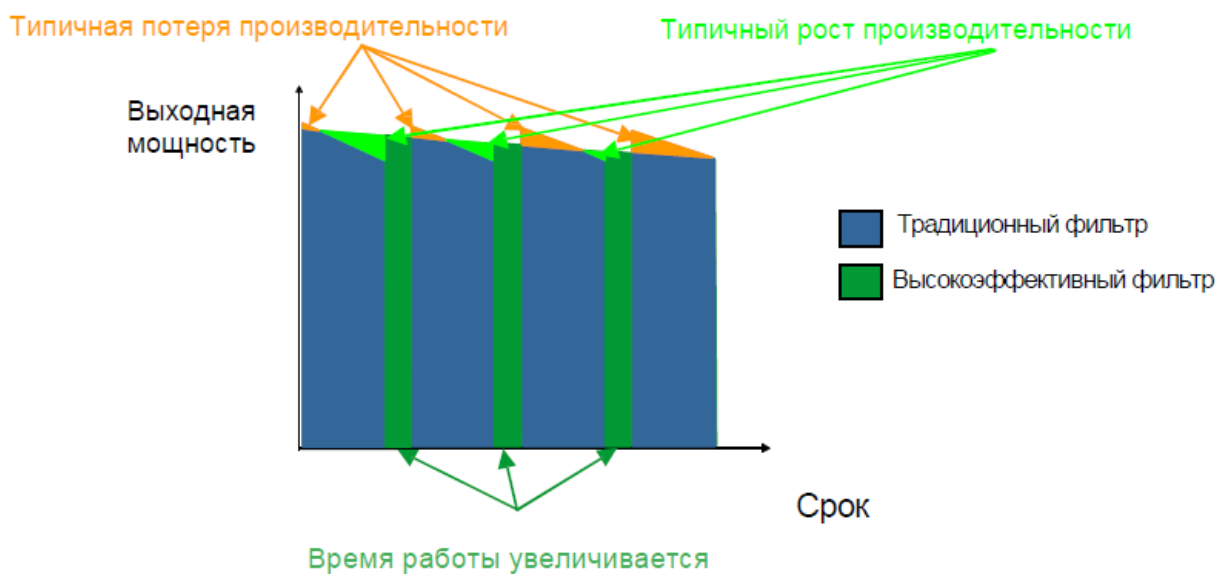 Типичная потеря производительности
Типичный рост производительности
Выходная
мощность
Традиционный фильтр
Высокоэффективный фильтр
Срок
Время работы увеличивается